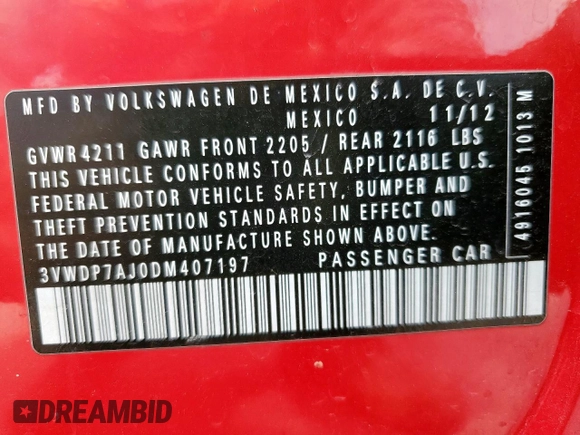 MFD BY VOLKSWAGEN DE MEXICO S.A. DE C.V.
MEXICO 11/12
GVWR 4211 GAWR FRONT 2205 / REAR 2116 LBS
THIS VEHICLE CONFORMS TO ALL APPLICABLE U.S.
FEDERAL MOTOR VEHICLE SAFETY, BUMPER AND
THEFT PREVENTION STANDARDS IN EFFECT ON
THE DATE OF MANUFACTURE SHOWN ABOVE.
3VWDP7AJ0DM407197 PASSENGER CAR
4916045 1013 M
DREAMBID